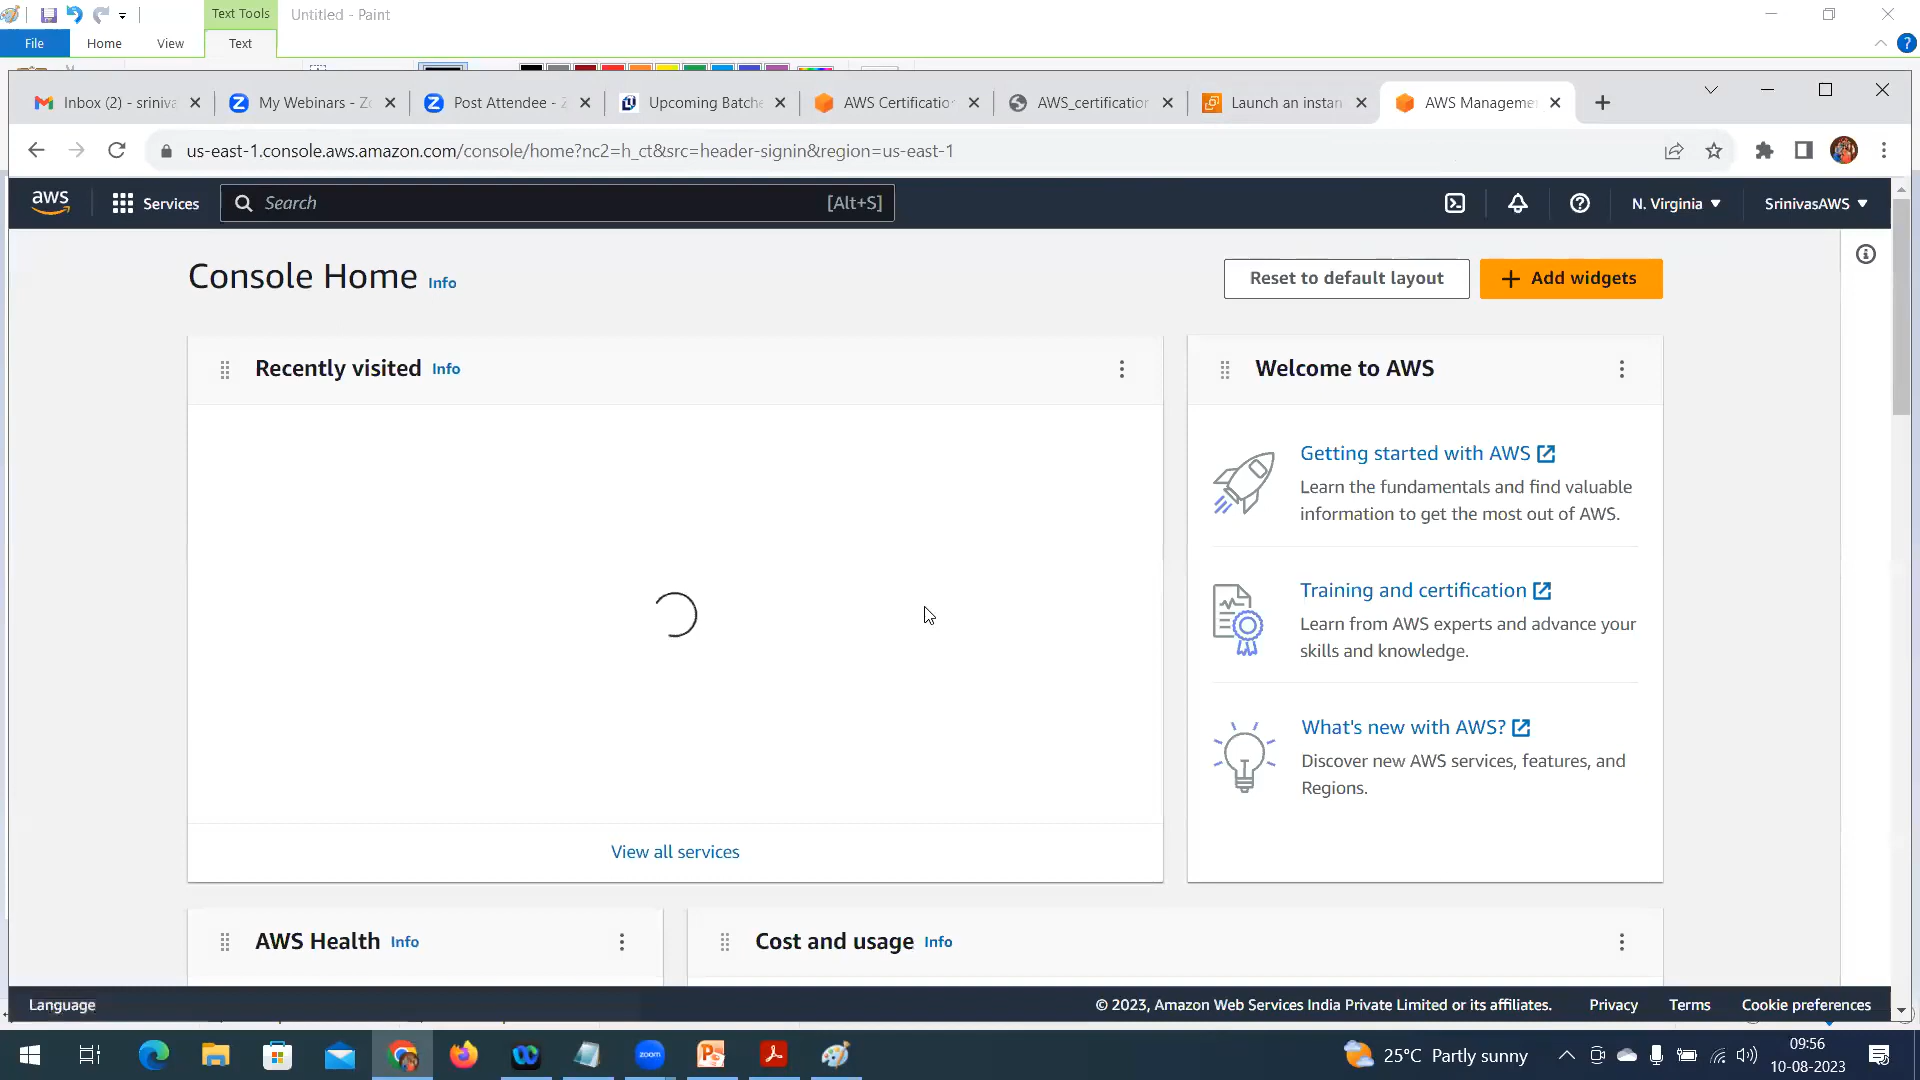 Text Tools
Untitled - Paint
File
Home
View
Text
Inbox (2) - sriniva
My Webinars - Z
Post Attendee - Z
Upcoming Batche
AWS Certificatio
AWS_certification
Launch an instan
AWS Manageme
us-east-1.console.aws.amazon.com/console/home?nc2=h_ct&src=header-signin&region=us-east-1
aws
Services
Search
[Alt+S]
N. Virginia
SrinivasAWS
Console Home
Info
Reset to default layout
Add widgets
Recently visited
Info
View all services
Welcome to AWS
Getting started with AWS
Learn the fundamentals and find valuable
information to get the most out of AWS.
Training and certification
Learn from AWS experts and advance your
skills and knowledge.
What's new with AWS?
Discover new AWS services, features, and
Regions.
AWS Health
Info
Cost and usage
Info
Language
© 2023, Amazon Web Services India Private Limited or its affiliates.
Privacy
Terms
Cookie preferences
zoom
25°C Partly sunny
09:56
10-08-2023